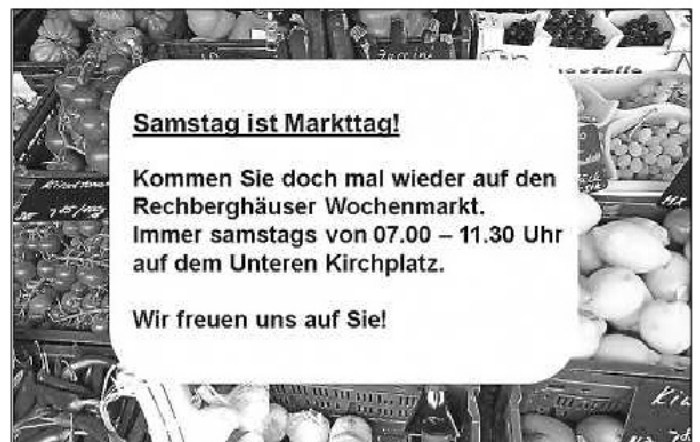 Samstag ist Markttag!
Kommen Sie doch mal wieder auf den
Rechberghäuser Wochenmarkt.
Immer samstags von 07.00 – 11.30 Uhr
auf dem Unteren Kirchplatz.
Wir freuen uns auf Sie!